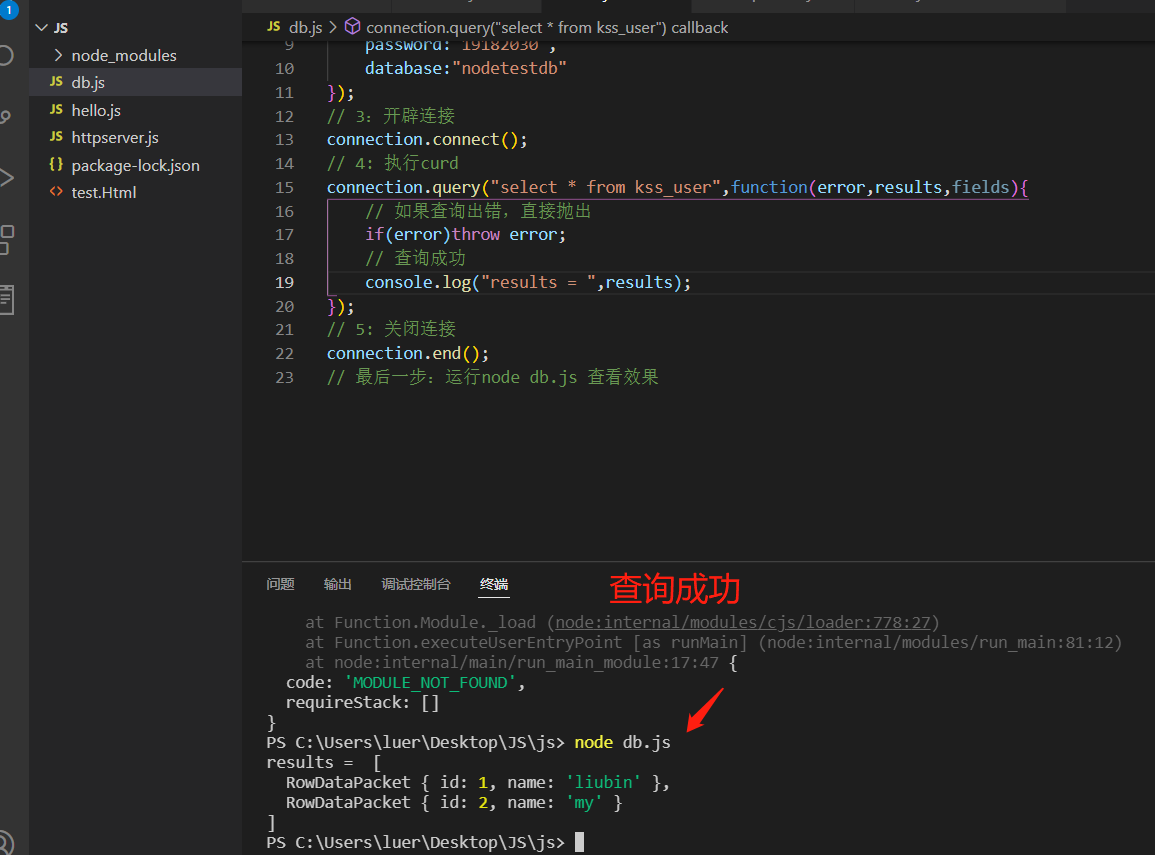 1
JS
node_modules
JS db.js
JS hello.js
JS httpserver.js
{} package-lock.json
<> test.Html
JS db.js > connection.query("select * from kss_user") callback
9 password:"19182030",
10 database:"nodetestdb"
11 });
12 // 3：开辟连接
13 connection.connect();
14 // 4: 执行curd
15 connection.query("select * from kss_user",function(error,results,fields){
16 // 如果查询出错，直接抛出
17 if(error)throw error;
18 // 查询成功
19 console.log("results = ",results);
20 });
21 // 5: 关闭连接
22 connection.end();
23 // 最后一步：运行node db.js 查看效果
问题 输出 调试控制台 终端
查询成功
at Function.Module._load (node:internal/modules/cjs/loader:778:27)
at Function.executeUserEntryPoint [as runMain] (node:internal/modules/run_main:81:12)
at node:internal/main/run_main_module:17:47 {
code: 'MODULE_NOT_FOUND',
requireStack: []
}
PS C:\Users\luer\Desktop\JS\js> node db.js
results =  [
RowDataPacket { id: 1, name: 'liubin' },
RowDataPacket { id: 2, name: 'my' }
]
PS C:\Users\luer\Desktop\JS\js>